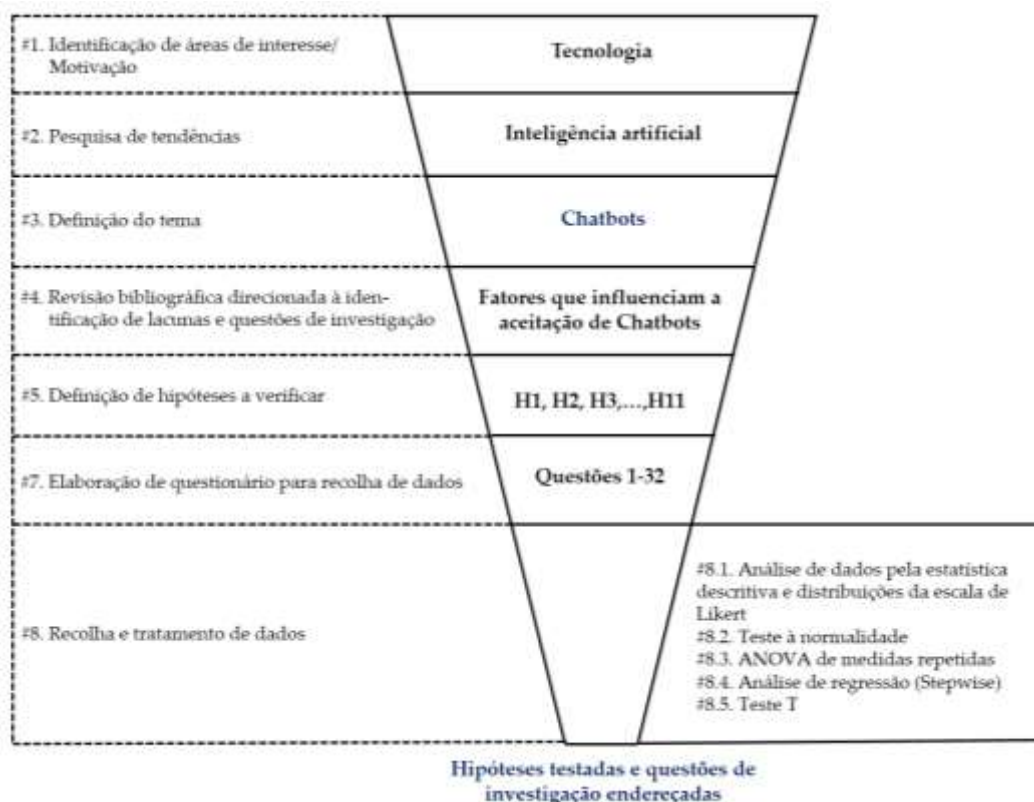 #1. Identificação de áreas de interesse/
Motivação
Tecnologia
#2. Pesquisa de tendências
Inteligência artificial
#3. Definição do tema
Chatbots
#4. Revisão bibliográfica direcionada à iden-
tificação de lacunas e questões de investigação
Fatores que influenciam a
aceitação de Chatbots
#5. Definição de hipóteses a verificar
H1, H2, H3,…,H11
#7. Elaboração de questionário para recolha de dados
Questões 1-32
#8. Recolha e tratamento de dados
#8.1. Análise de dados pela estatística
descritiva e distribuições da escala de
Likert
#8.2. Teste à normalidade
#8.3. ANOVA de medidas repetidas
#8.4. Análise de regressão (Stepwise)
#8.5. Teste T
Hipóteses testadas e questões de
investigação endereçadas